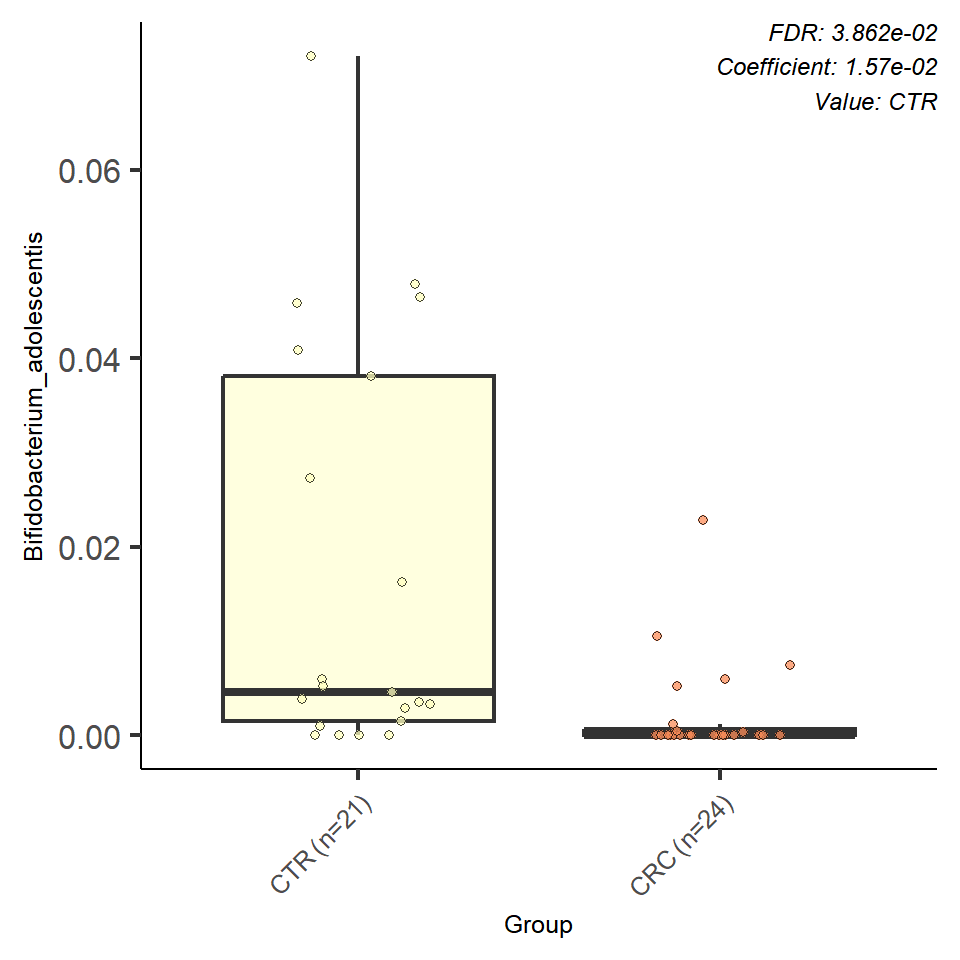 FDR: 3.862e-02
Coefficient: 1.57e-02
Value: CTR
Bifidobacterium_adolescentis
0.06
0.04
0.02
0.00
CTR (n=21)
CRC (n=24)
Group